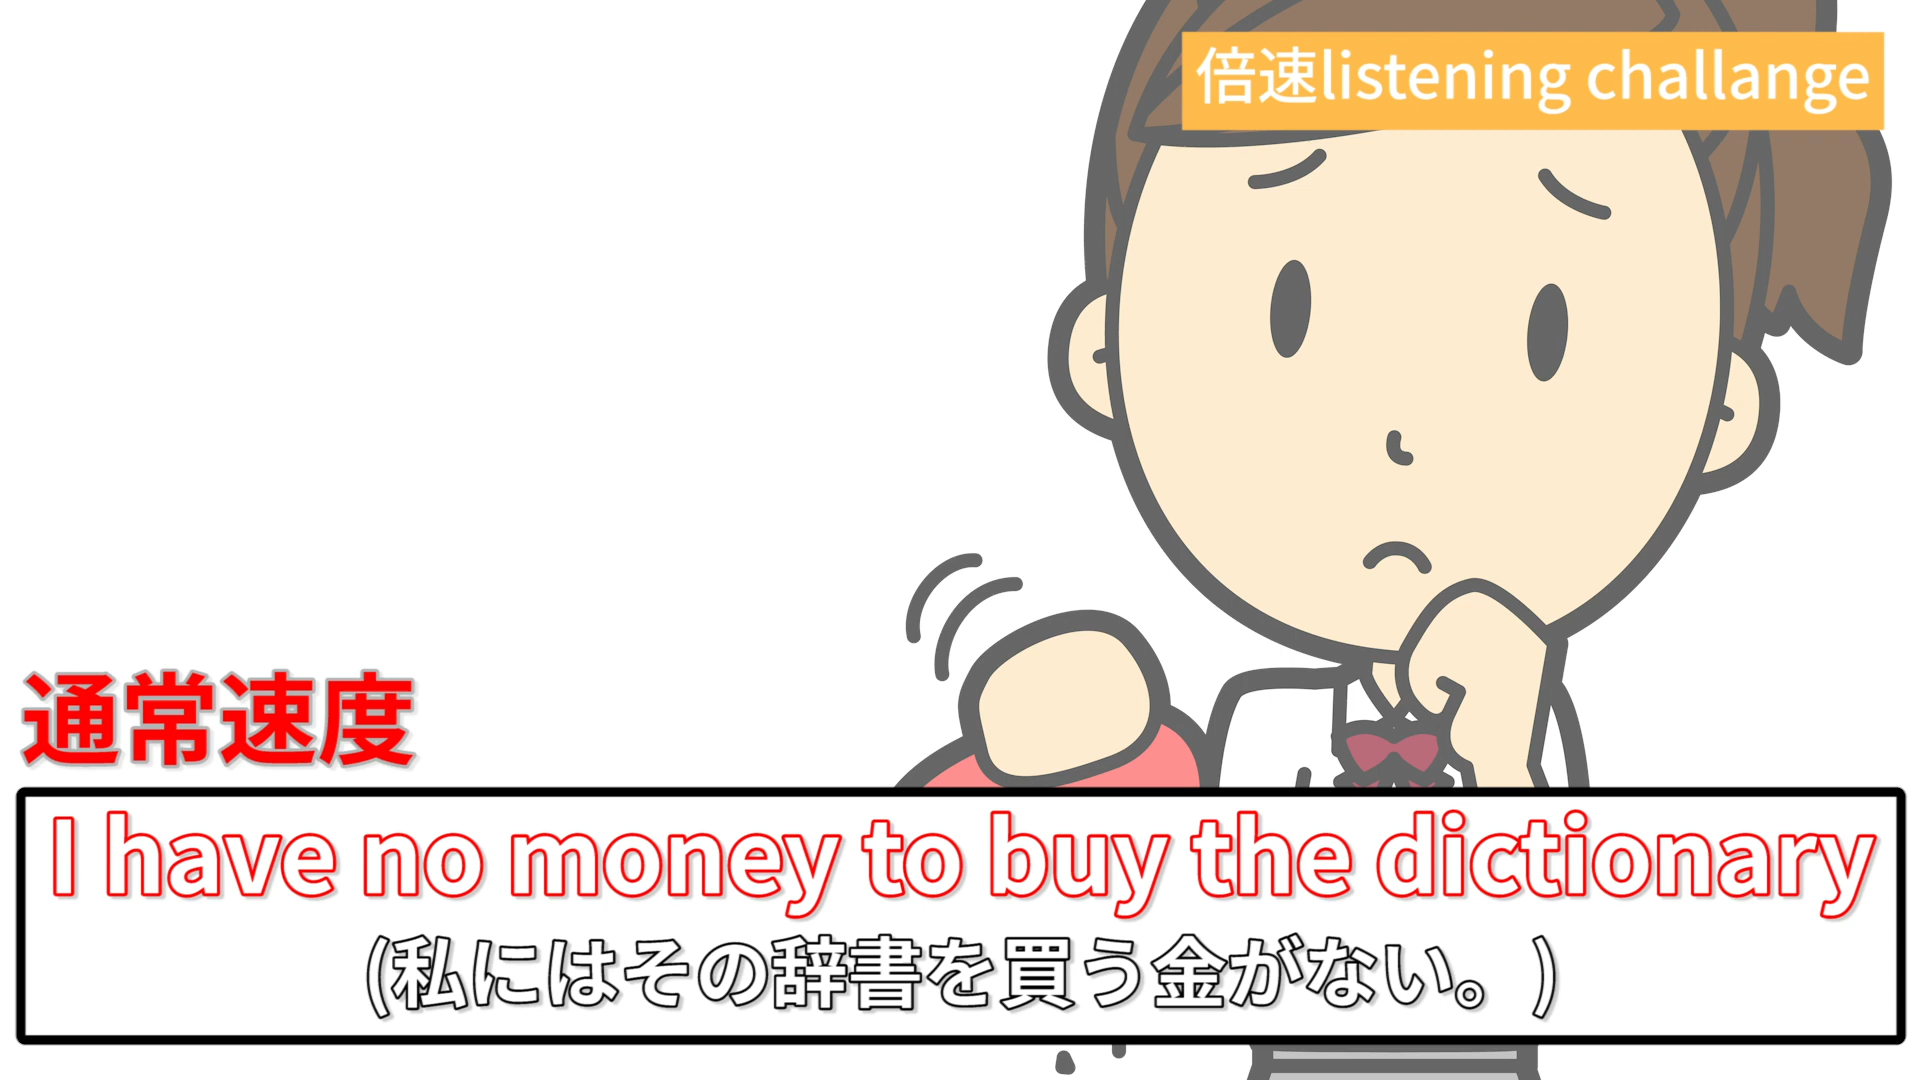 倍速listening challange
通常速度
I have no money to buy the dictionary
(私にはその辞書を買う金がない。)